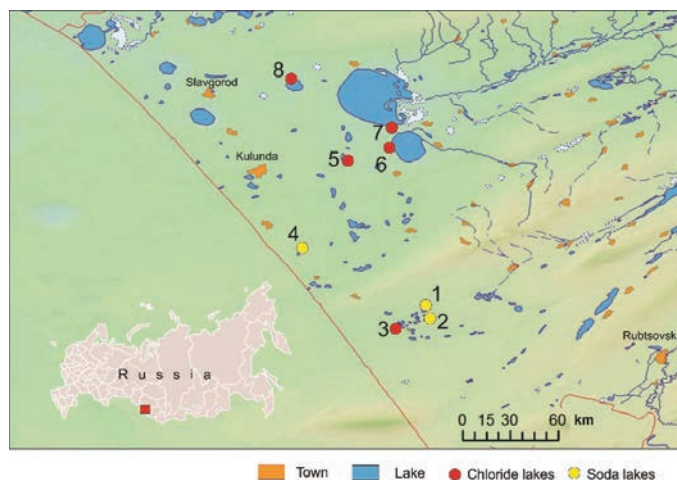 8
Slavgorod
7
6
5
Kulunda
4
1
2
3
Rubtsovsk
Russia
0 15 30 60 km
Town Lake Chloride lakes Soda lakes